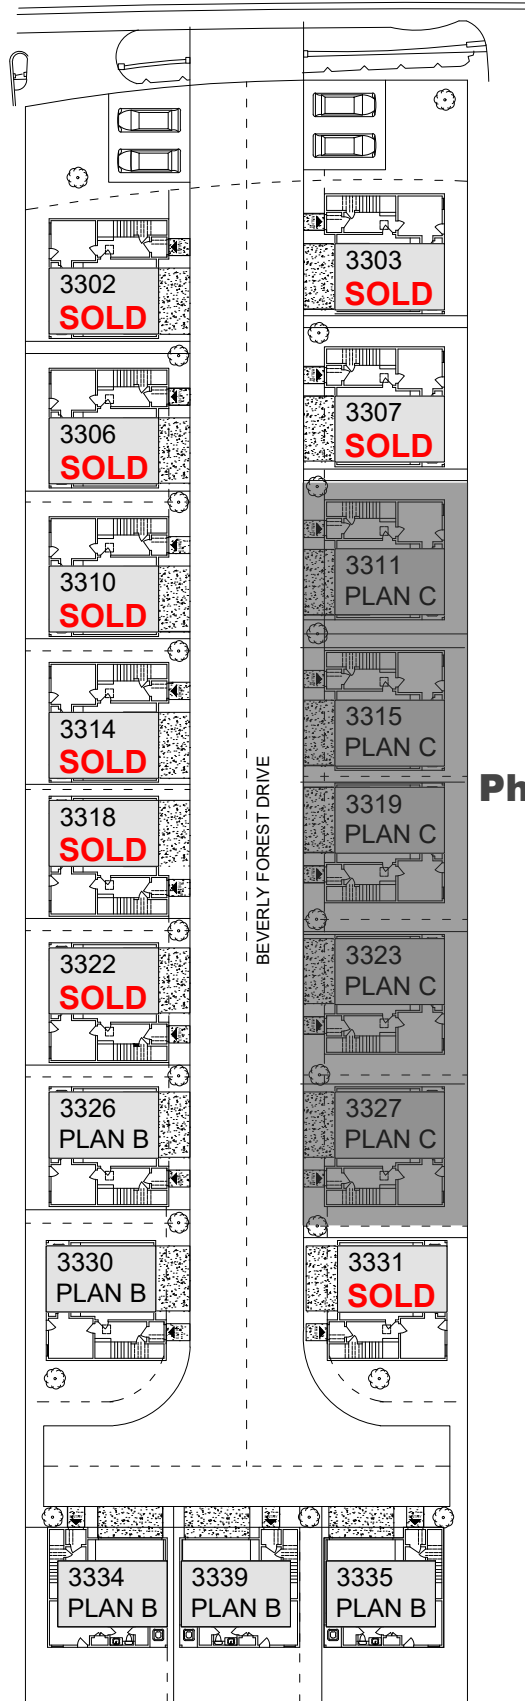 3302
SOLD
3303
SOLD
3306
SOLD
3307
SOLD
3310
SOLD
3311
PLAN C
3314
SOLD
3315
PLAN C
Ph
3318
SOLD
3319
PLAN C
BEVERLY FOREST DRIVE
3322
SOLD
3323
PLAN C
3326
PLAN B
3327
PLAN C
3330
PLAN B
3331
SOLD
3334
PLAN B
3339
PLAN B
3335
PLAN B